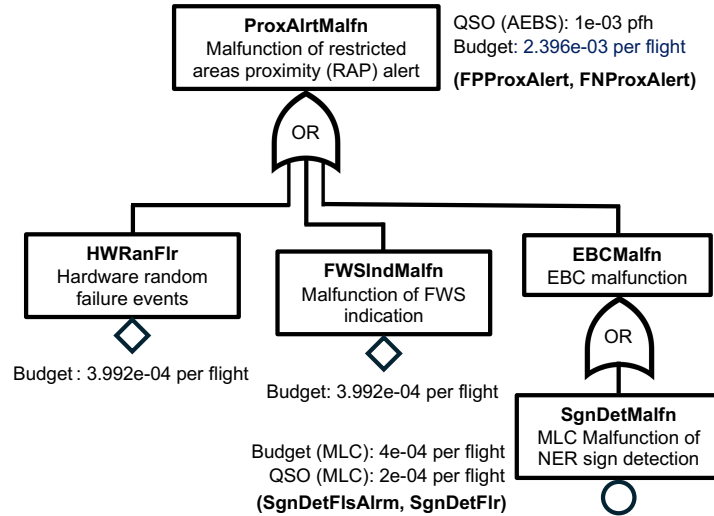 ProxAlrtMalfn
Malfunction of restricted
areas proximity (RAP) alert
QSO (AEBS): 1e-03 pfh
Budget: 2.396e-03 per flight
(FPProxAlert, FNProxAlert)
OR
HWRanFlr
Hardware random
failure events
Budget : 3.992e-04 per flight
FWSIndMalfn
Malfunction of FWS
indication
Budget: 3.992e-04 per flight
EBCMalfn
EBC malfunction
OR
SgnDetMalfn
MLC Malfunction of
NER sign detection
Budget (MLC): 4e-04 per flight
QSO (MLC): 2e-04 per flight
(SgnDetFlsAlrm, SgnDetFlr)